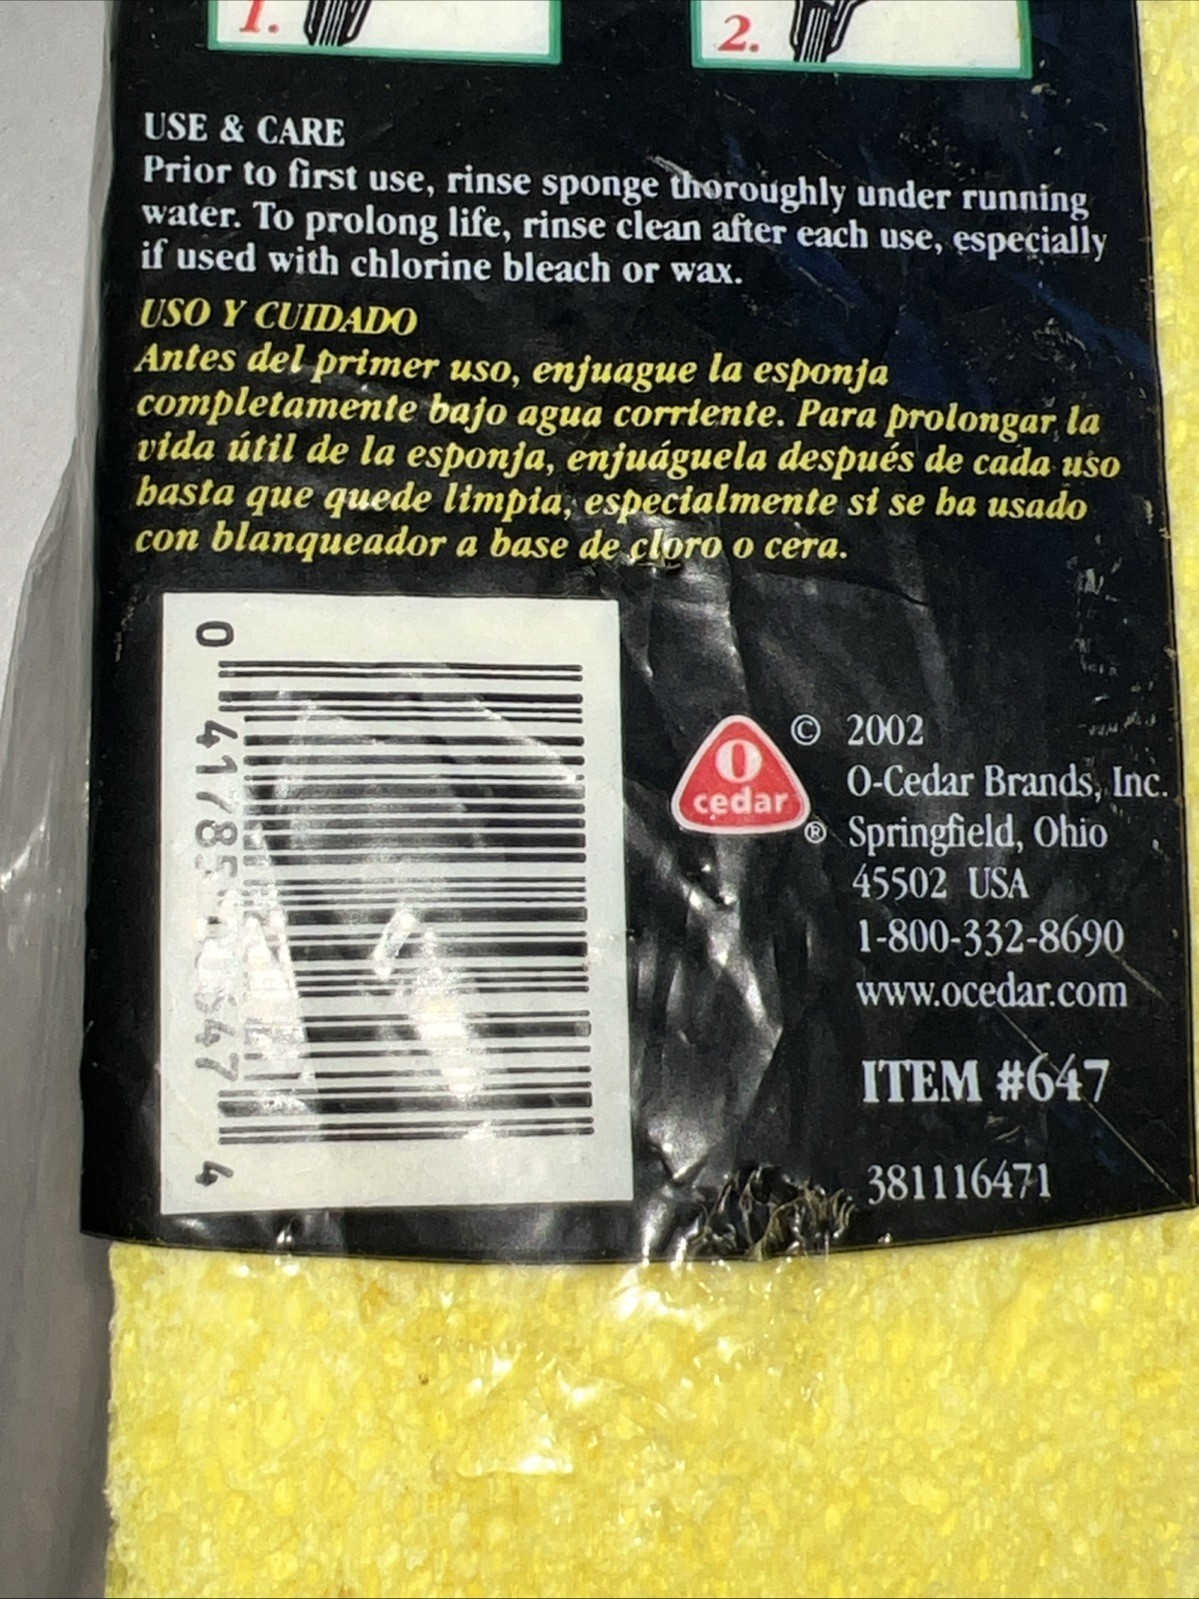 1.
2.
USE & CARE
Prior to first use, rinse sponge thoroughly under running
water. To prolong life, rinse clean after each use, especially
if used with chlorine bleach or wax.
USO Y CUIDADO
Antes del primer uso, enjuague la esponja
completamente bajo agua corriente. Para prolongar la
vida útil de la esponja, enjuáguela después de cada uso
hasta que quede limpia, especialmente si se ha usado
con blanqueador a base de cloro o cera.
0
4
O
cedar
®
© 2002
O-Cedar Brands, Inc.
Springfield, Ohio
45502 USA
1-800-332-8690
www.ocedar.com
ITEM #647
381116471